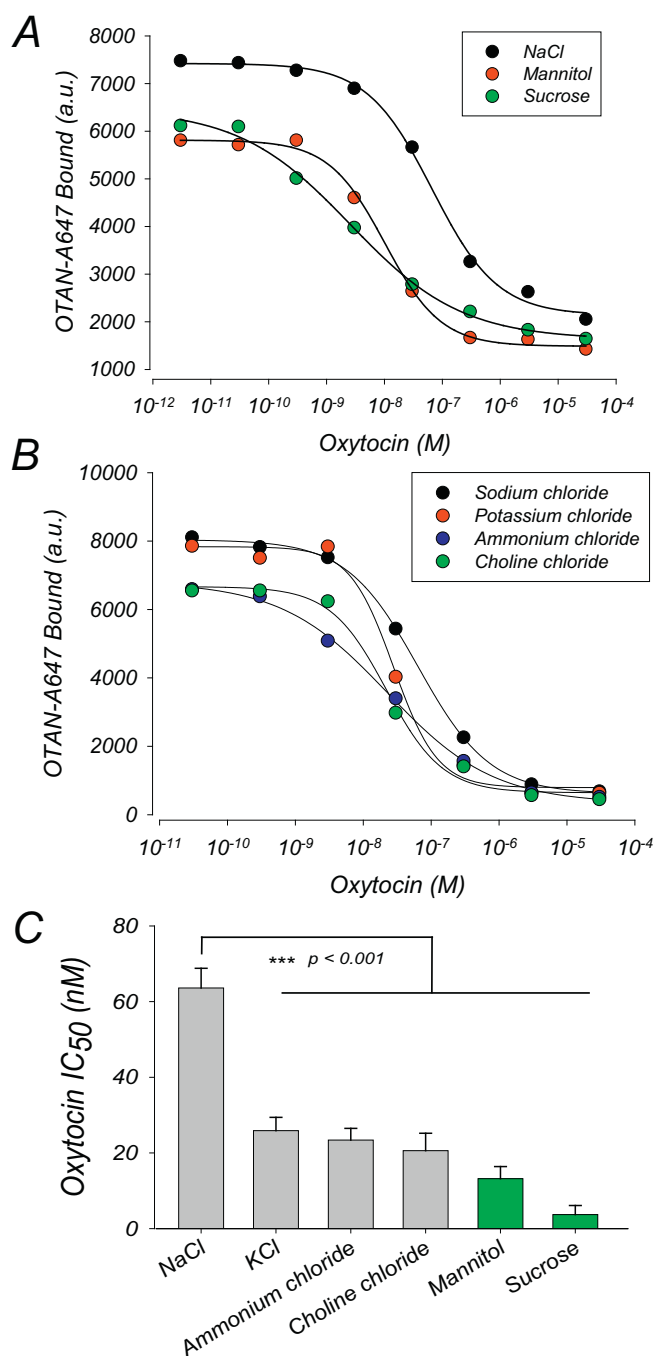 A
8000
7000
6000
5000
4000
3000
2000
1000
OTAN-A647 Bound (a.u.)
NaCl
Mannitol
Sucrose
10-12 10-11 10-10 10-9 10-8 10-7 10-6 10-5 10-4
Oxytocin (M)
B
10000
8000
6000
4000
2000
0
OTAN-A647 Bound (a.u.)
Sodium chloride
Potassium chloride
Ammonium chloride
Choline chloride
10-11 10-10 10-9 10-8 10-7 10-6 10-5 10-4
Oxytocin (M)
C
80
60
40
20
0
Oxytocin IC50 (nM)
*** p < 0.001
NaCl
KCl
Ammonium chloride
Choline chloride
Mannitol
Sucrose